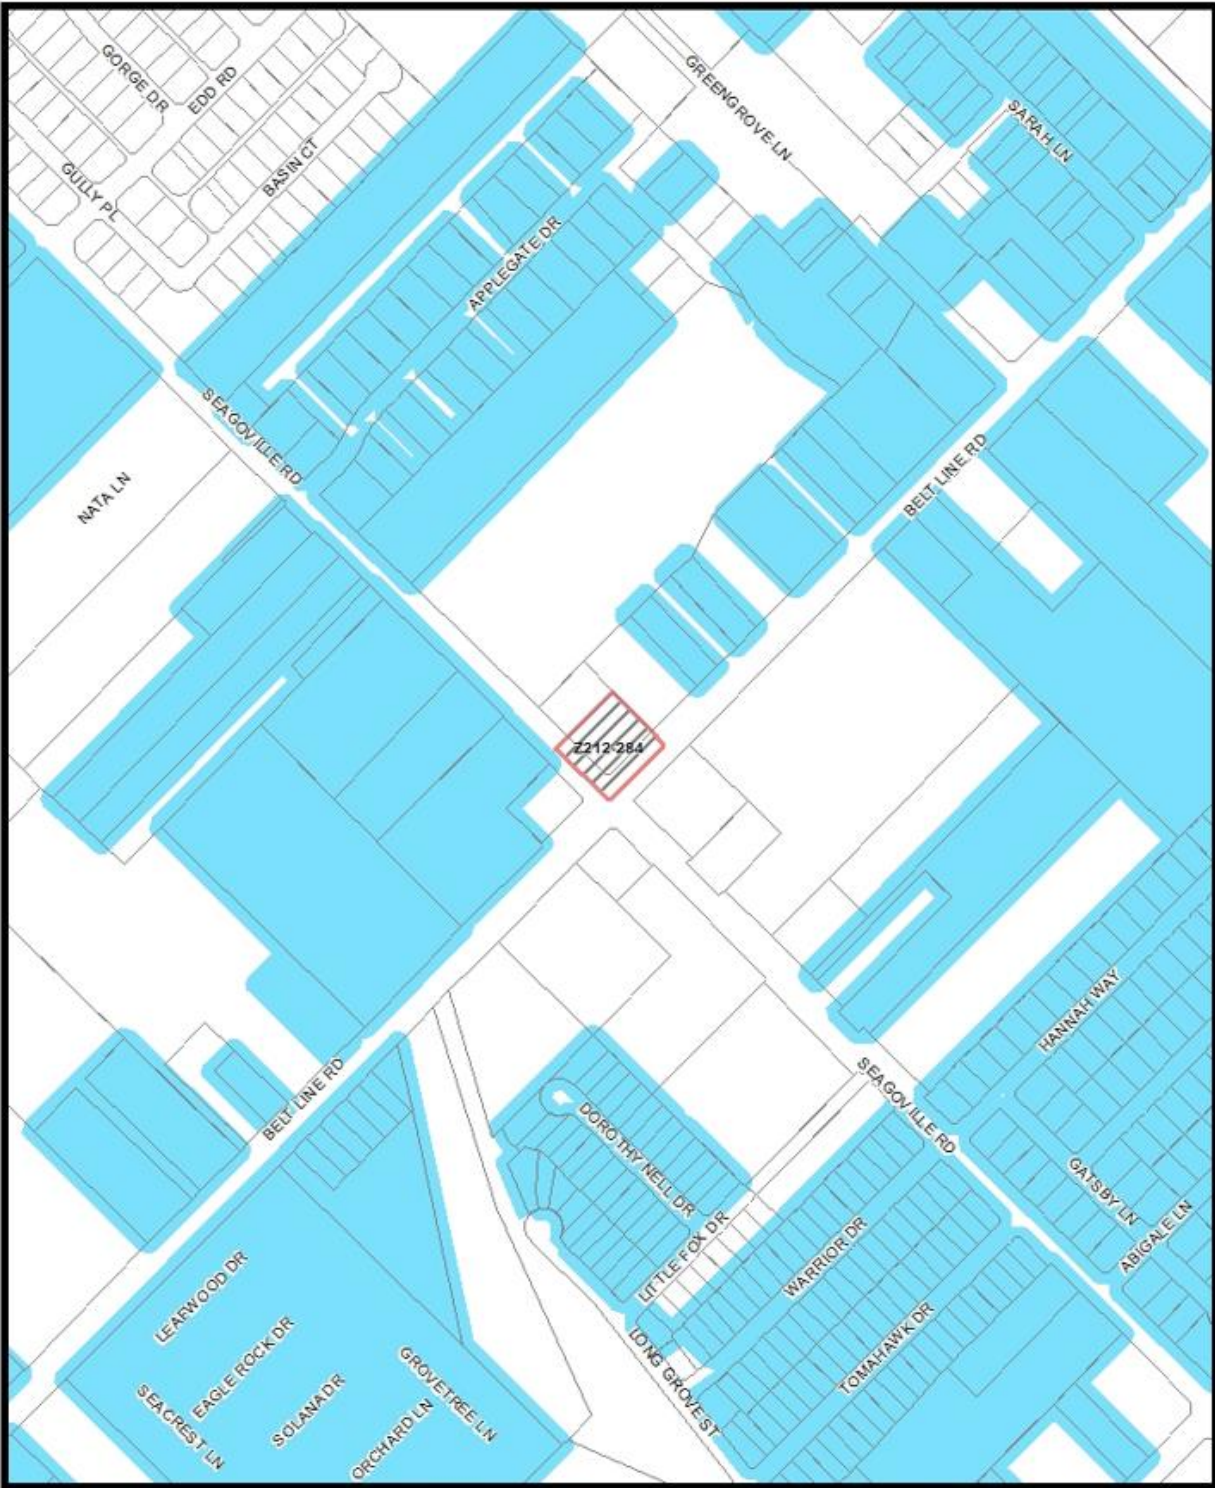 GORGE DR
EDD RD
GREENGROVE LN
SARAH LN
BASIN CT
GULLY PL
APPLEGATE DR
SEAGOVILLE RD
BELT LINE RD
NATA LN
Z212-284
HANNAH WAY
BELT LINE RD
SEAGOVILLE RD
DOROTHY NELL DR
GATSBY LN
ABIGALE LN
LITTLE FOX DR
WARRIOR DR
LEAFWOOD DR
EAGLE ROCK DR
TOMAHAWK DR
LONG GROVE ST
GROVETREE LN
SEACREST LN
SOLANA DR
ORCHARD LN